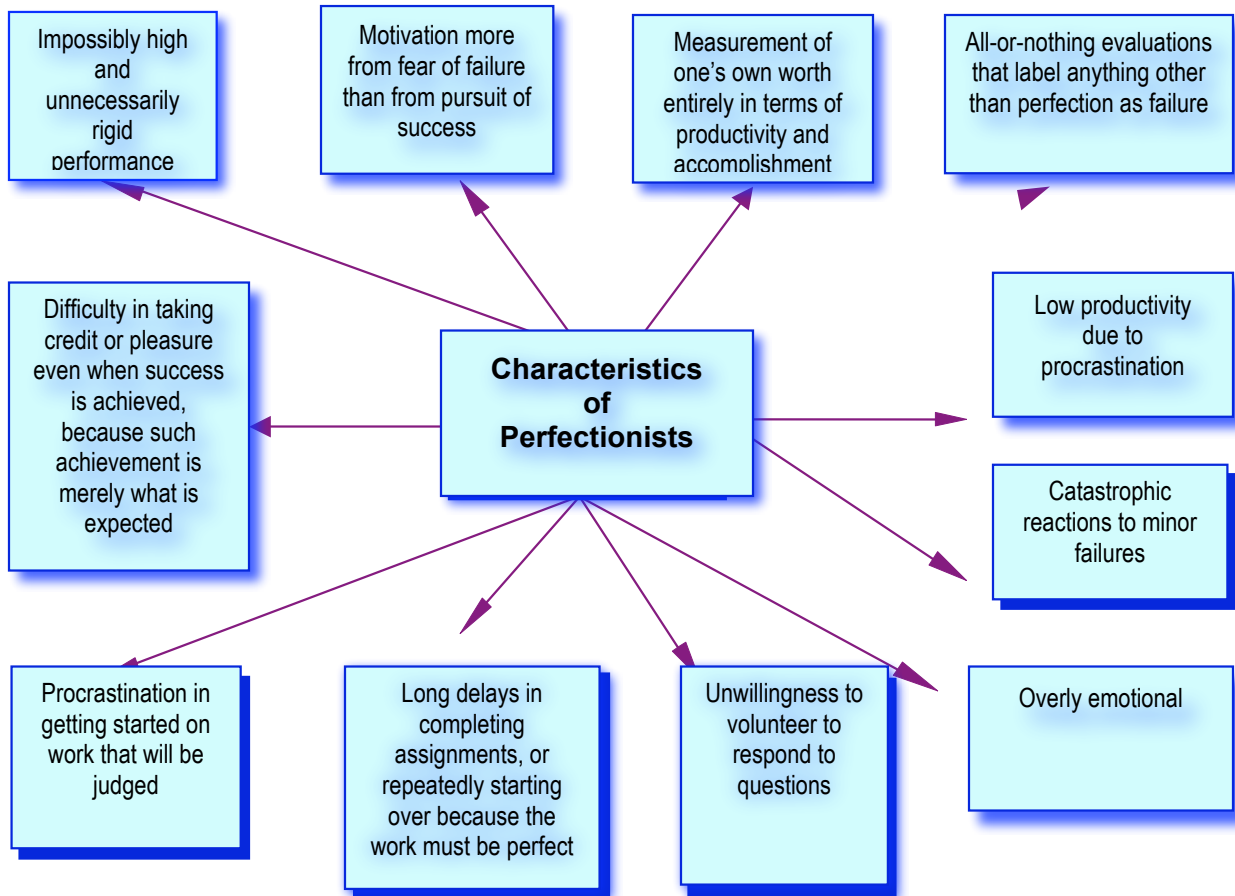 Impossibly high
and
unnecessarily
rigid
performance
Motivation more
from fear of failure
than from pursuit of
success
Measurement of
one’s own worth
entirely in terms of
productivity and
accomplishment
All-or-nothing evaluations
that label anything other
than perfection as failure
Difficulty in taking
credit or pleasure
even when success
is achieved,
because such
achievement is
merely what is
expected
Characteristics
of
Perfectionists
Low productivity
due to
procrastination
Catastrophic
reactions to minor
failures
Procrastination in
getting started on
work that will be
judged
Long delays in
completing
assignments, or
repeatedly starting
over because the
work must be perfect
Unwillingness to
volunteer to
respond to
questions
Overly emotional